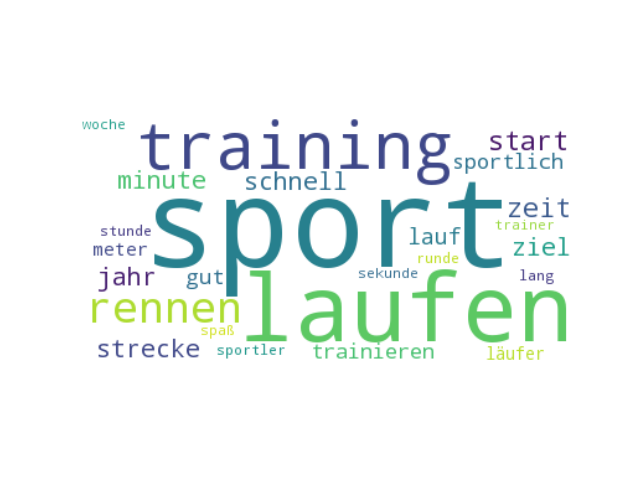 woche
training
start
sportlich
minute
schnell
sport
zeit
trainer
stunde
lauf
meter
ziel
runde
jahr
gut
sekunde
lang
laufen
rennen
spaß
strecke
sportler
trainieren
läufer